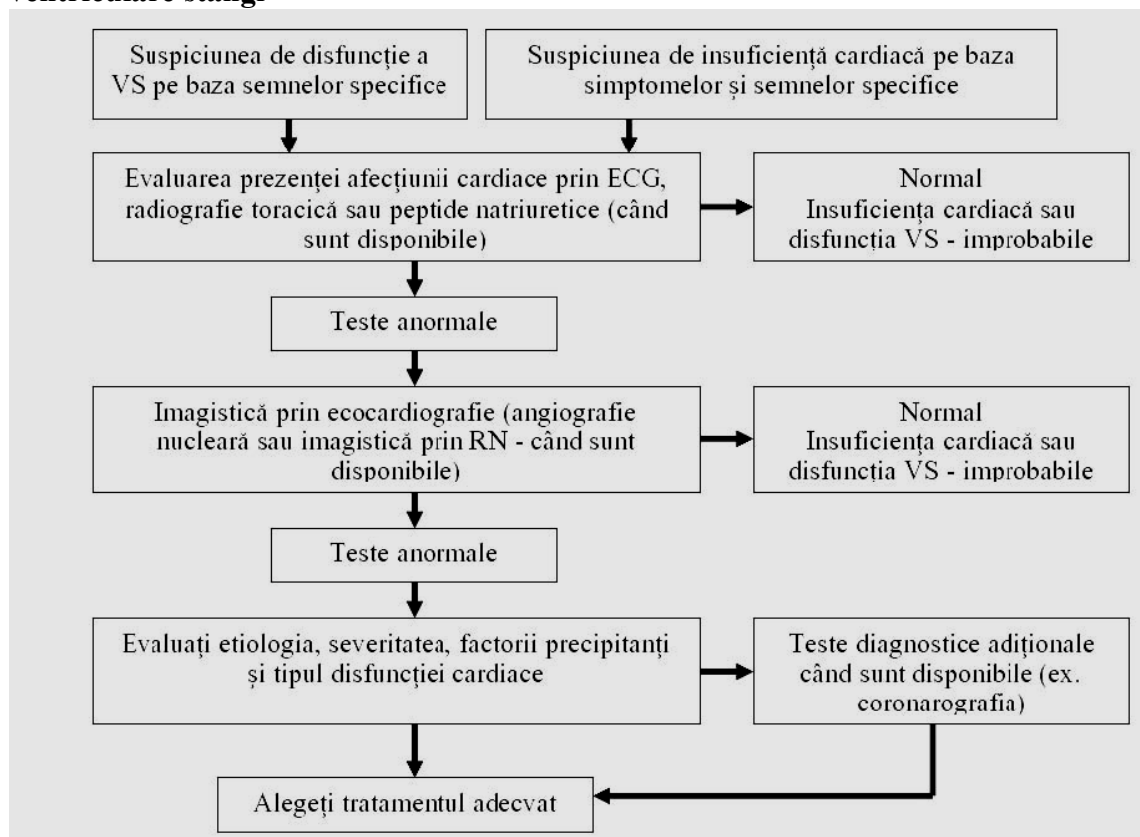 ventriculare stângi
Suspiciunea de disfuncție a
VS pe baza semnelor specifice
Suspiciunea de insuficiență cardiacă pe baza
simptomelor și semnelor specifice
Evaluarea prezenței afecțiunii cardiace prin ECG,
radiografie toracică sau peptide natriuretice (când
sunt disponibile)
Normal
Insuficiența cardiacă sau
disfuncția VS - improbabile
Teste anormale
Imagistică prin ecocardiografie (angiografie
nucleară sau imagistică prin RN - când sunt
disponibile)
Normal
Insuficiența cardiacă sau
disfuncția VS - improbabile
Teste anormale
Evaluați etiologia, severitatea, factorii precipitanți
și tipul disfuncției cardiace
Teste diagnostice adiționale
când sunt disponibile (ex.
coronarografia)
Alegeți tratamentul adecvat